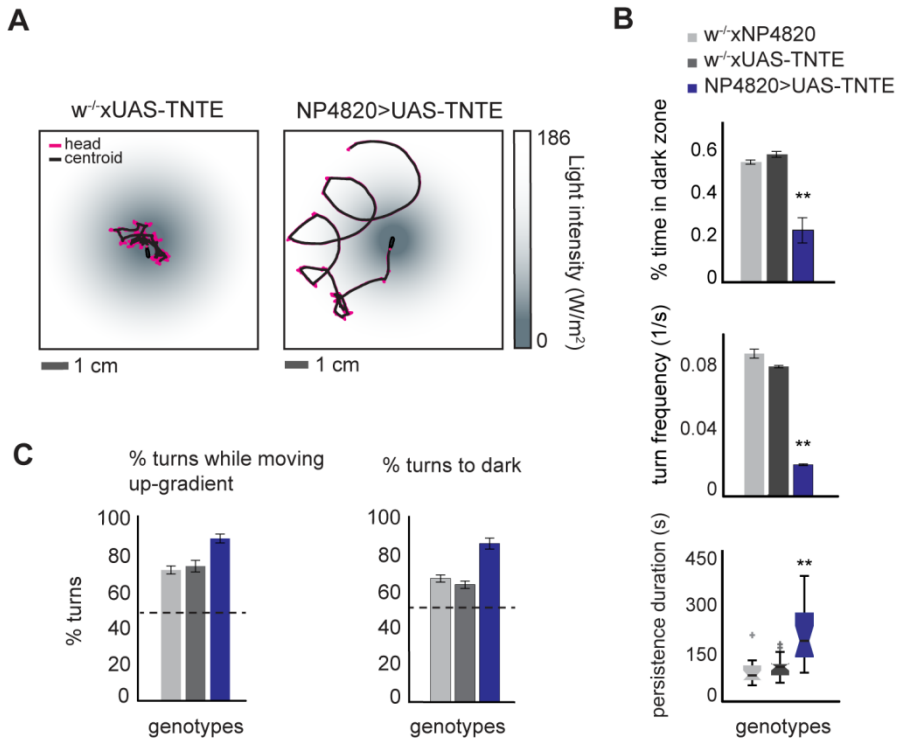 A
w-/-xUAS-TNTE
NP4820>UAS-TNTE
head
centroid
186
0
Light intensity (W/m²)
1 cm
1 cm
B
w-/-xNP4820
w-/-xUAS-TNTE
NP4820>UAS-TNTE
% time in dark zone
0.6
0.4
0.2
0
**
turn frequency (1/s)
0.08
0.04
0
**
persistence duration (s)
450
300
150
0
**
genotypes
C
% turns while moving
up-gradient
% turns
100
80
60
40
20
0
genotypes
% turns to dark
100
80
60
40
20
0
genotypes